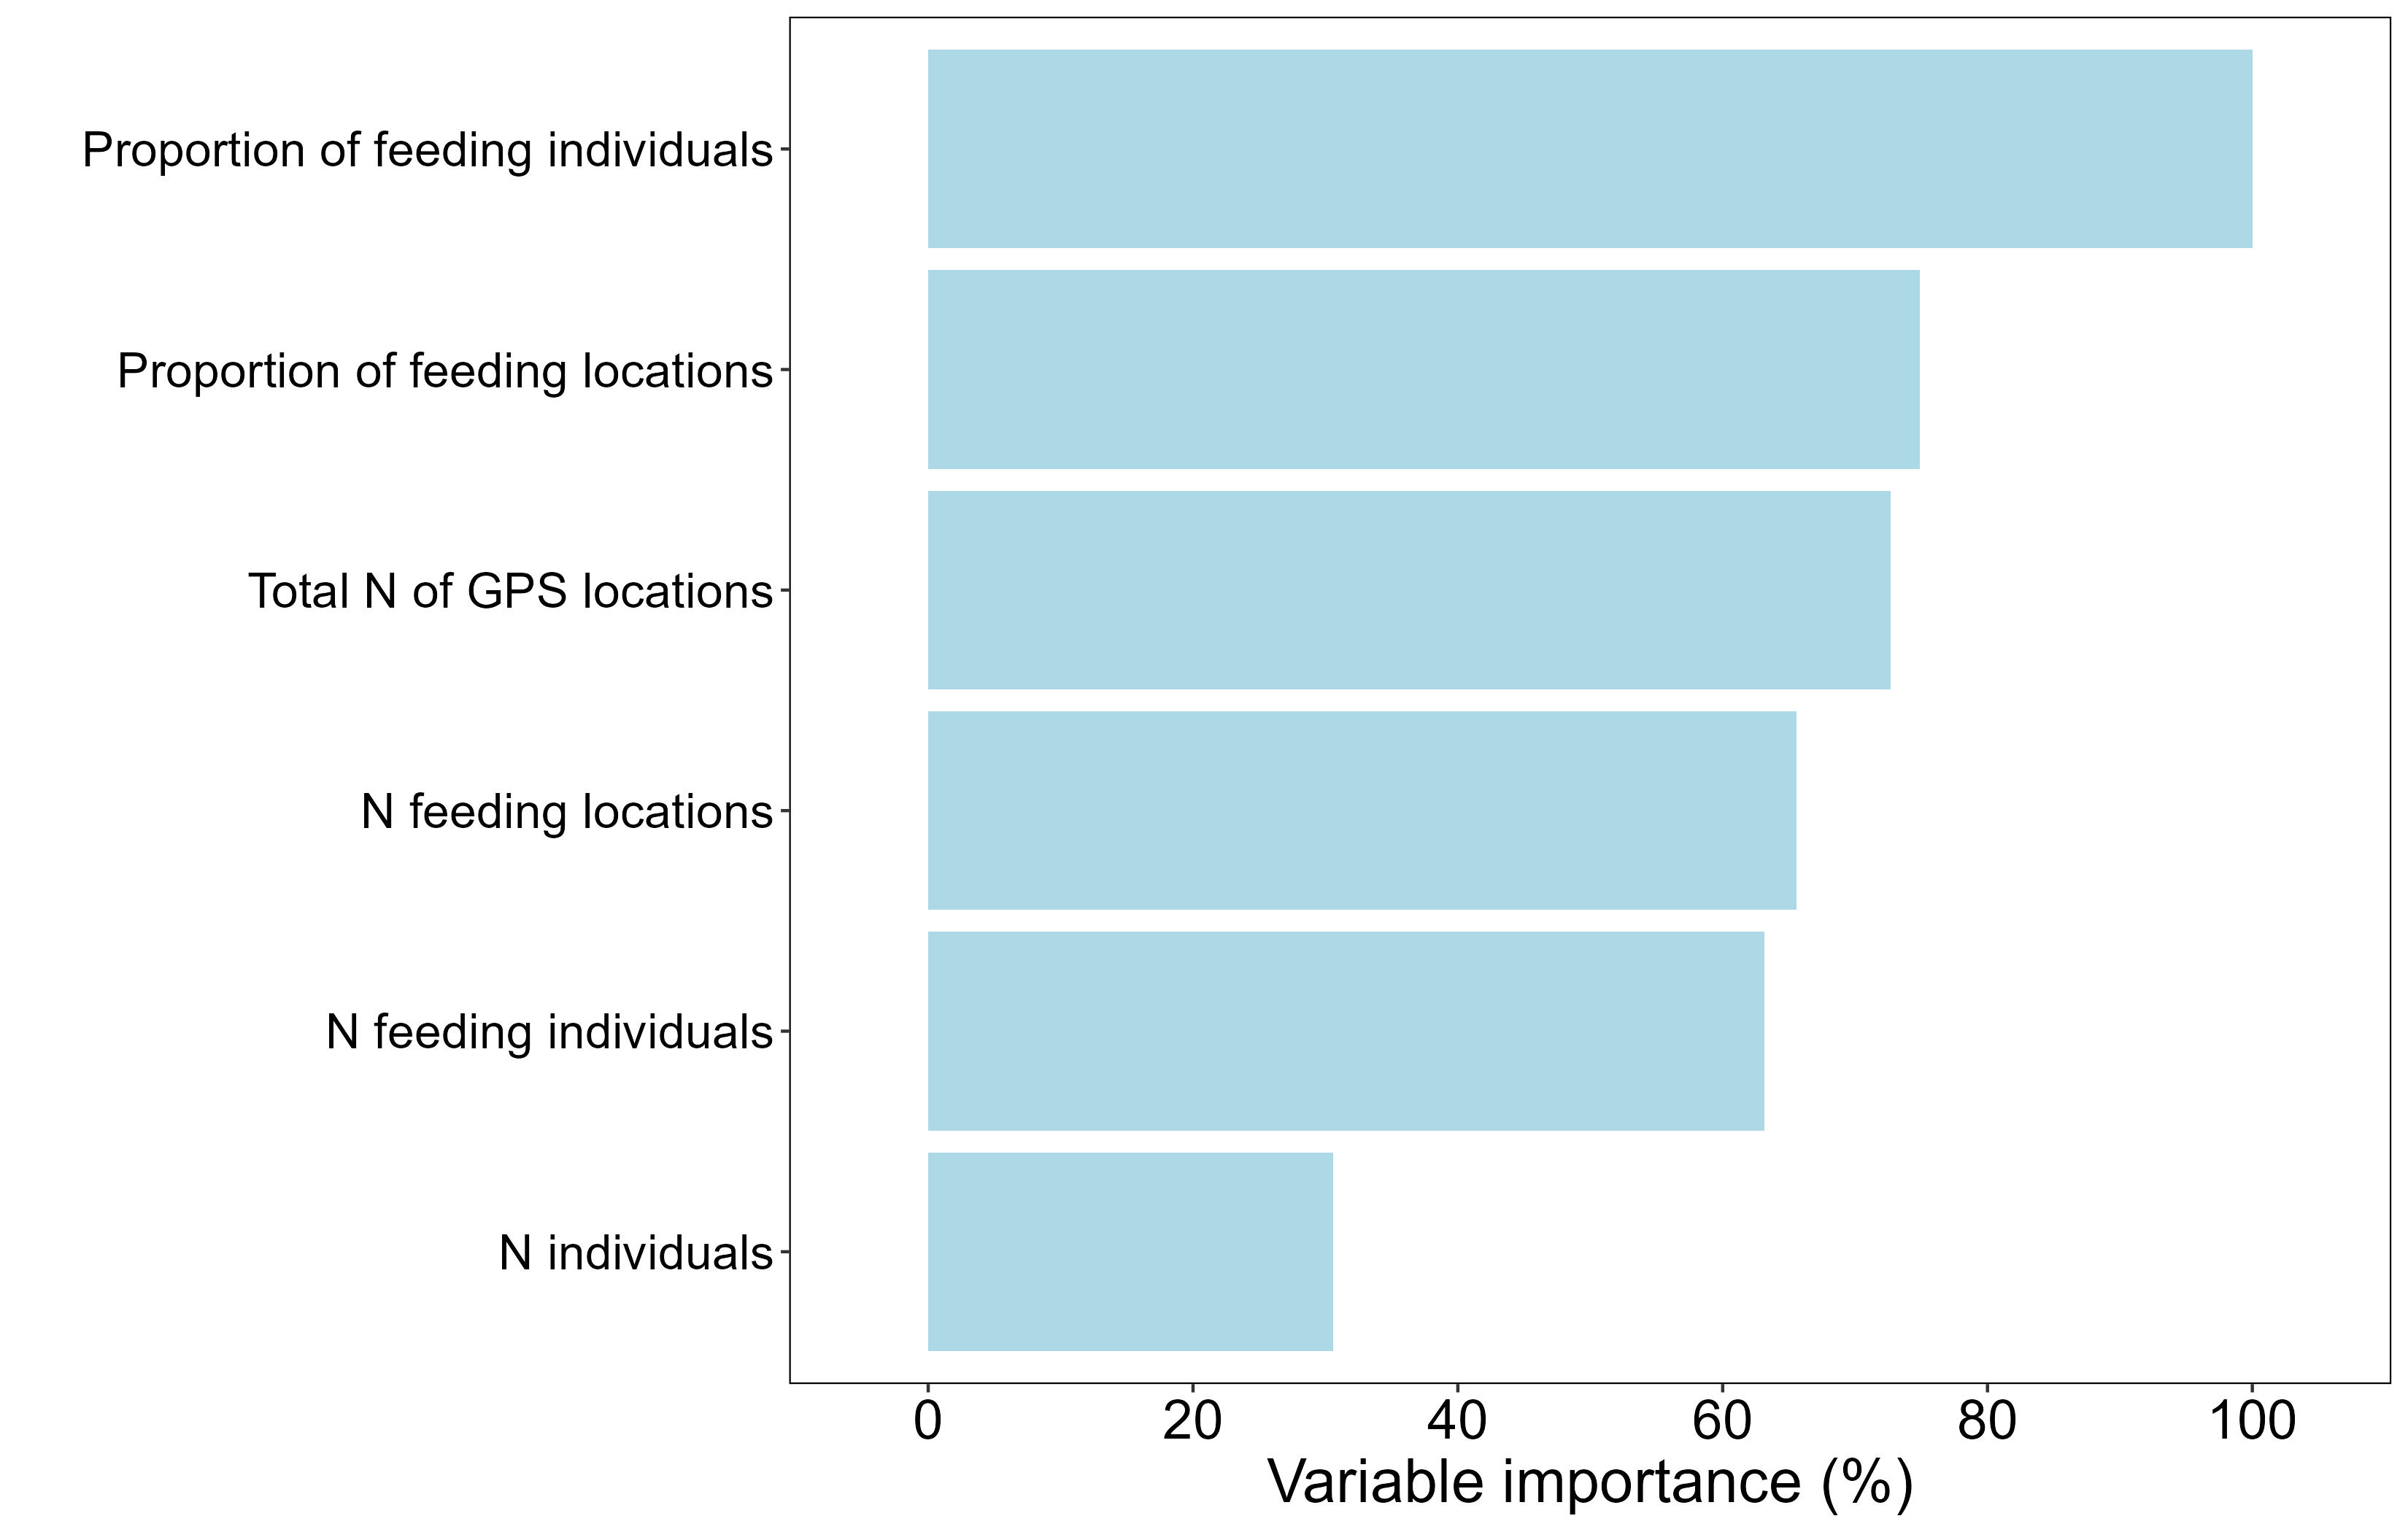 Proportion of feeding individuals
Proportion of feeding locations
Total N of GPS locations
N feeding locations
N feeding individuals
N individuals
0 20 40 60 80 100
Variable importance (%)